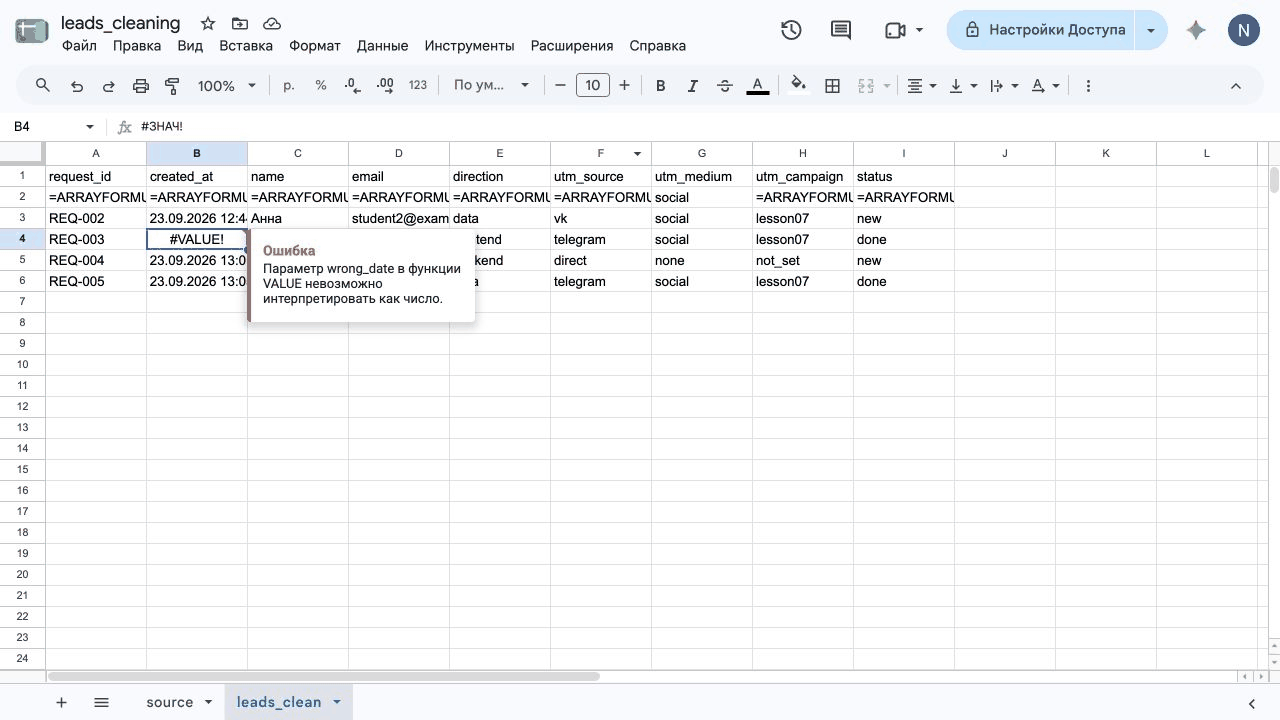 leads_cleaning
Файл Правка Вид Вставка Формат Данные Инструменты Расширения Справка
Настройки Доступа
N
100% р. % .0 .00 123 По ум... 10 B I A A
B4 fx #ЗНАЧ!
A B C D E F G H I J K L
1 request_id created_at name email direction utm_source utm_medium utm_campaign status
2 =ARRAYFORMU =ARRAYFORMU =ARRAYFORMU =ARRAYFORMU =ARRAYFORMU =ARRAYFORMU social =ARRAYFORMU =ARRAYFORMU
3 REQ-002 23.09.2026 12:4 Анна student2@exam data vk social lesson07 new
4 REQ-003 #VALUE! tend telegram social lesson07 done
5 REQ-004 23.09.2026 13:0 kend direct none not_set new
6 REQ-005 23.09.2026 13:0 telegram social lesson07 done
Ошибка
Параметр wrong_date в функции
VALUE невозможно
интерпретировать как число.
7
8
9
10
11
12
13
14
15
16
17
18
19
20
21
22
23
24
source leads_clean